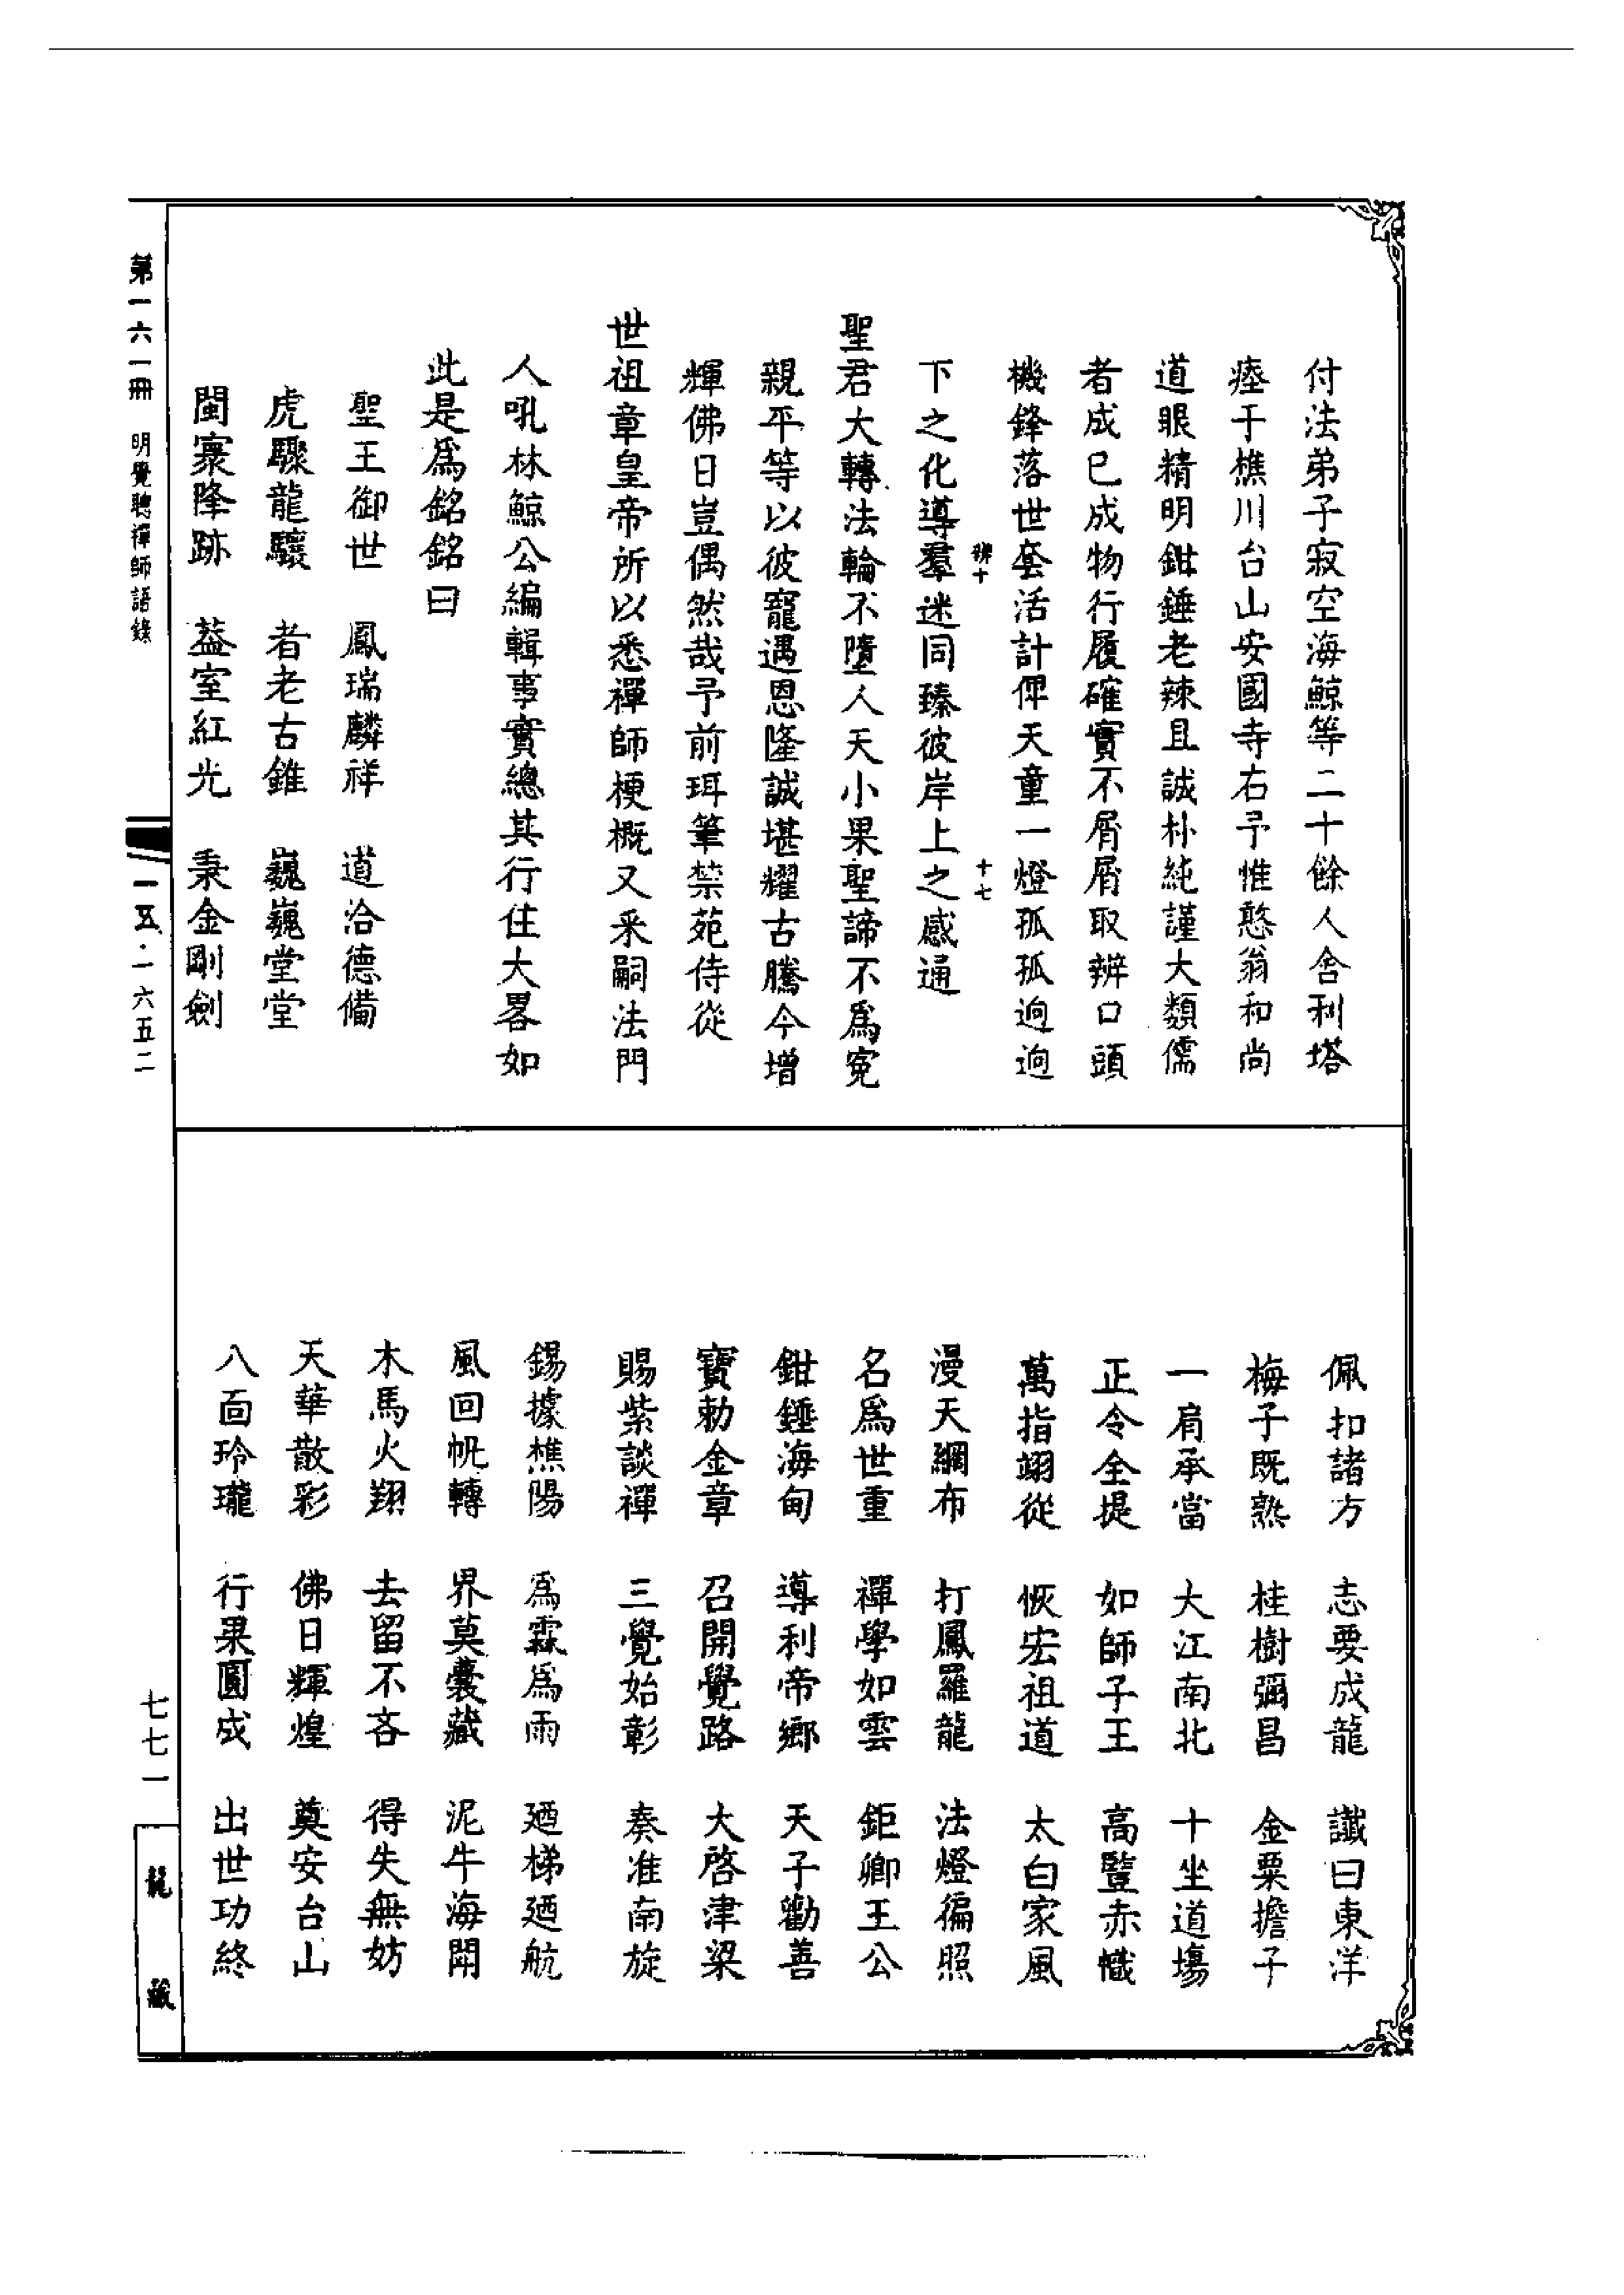 付法弟子寂空海鯨等二十餘人舍利塔
瘞于樵川台山安國寺右予惟憨翁和尚
道眼精明鉗錘老辣且誠朴純謹大類儒
者成已成物行履確實不屑屑取辨口頭
機鋒落世套活計俾天童一燈孤孤逈逈
下之化導羣迷同臻彼岸上之感通
聖君大轉法輪不墮人天小果聖諦不爲寃
親平等以彼寵遇恩隆誠堪耀古騰今增
輝佛日豈偶然哉予前珥筆禁苑侍從
世祖章皇帝所以悉禪師梗概又釆嗣法門
人吼林鯨公編輯事實總其行住大畧如
此是爲銘銘曰
聖王御世 鳳瑞麟祥 道洽德備
虎驟龍驤 者老古錐 巍巍堂堂
閩寰降跡 葢室紅光 秉金剛劍
十七
佩扣諸方 志要成龍 讖曰東洋
梅子既熟 桂樹彌昌 金粟擔子
一肩承當 大江南北 十坐道場
正令全提 如師子王 高豎赤幟
萬指翊從 恢宏祖道 太白家風
漫天網布 打鳳羅龍 法燈徧照
名爲世重 禪學如雲 鉅卿王公
鉗錘海甸 導利帝鄉 天子勸善
寶勅金章 召開覺路 大啓津梁
賜紫談禪 三覺始彰 奏准南旋
錫據樵陽 爲霖爲雨 廼梯廼航
風回帆轉 界莫囊藏 泥牛海開
木馬火翔 去留不吝 得失無妨
天華散彩 佛日輝煌 奠安台山
八面玲瓏 行果圓成 出世功終
第一六一冊 明覺聰禪師語錄
一五五·一六五二
七七一
龍藏